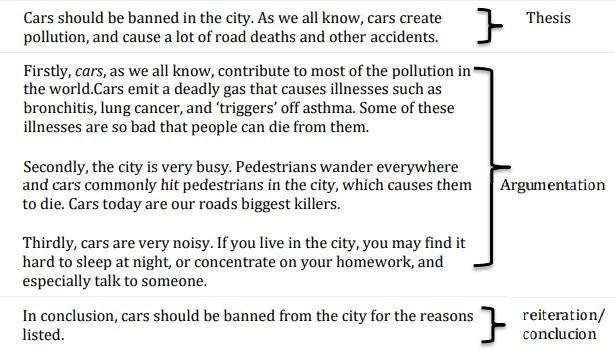 Cars should be banned in the city. As we all know, cars create
pollution, and cause a lot of road deaths and other accidents.
Thesis
Firstly, cars, as we all know, contribute to most of the pollution in
the world.Cars emit a deadly gas that causes illnesses such as
bronchitis, lung cancer, and ‘triggers’ off asthma. Some of these
illnesses are so bad that people can die from them.
Secondly, the city is very busy. Pedestrians wander everywhere
and cars commonly hit pedestrians in the city, which causes them
to die. Cars today are our roads biggest killers.
Thirdly, cars are very noisy. If you live in the city, you may find it
hard to sleep at night, or concentrate on your homework, and
especially talk to someone.
Argumentation
In conclusion, cars should be banned from the city for the reasons
listed.
reiteration/
conclucion